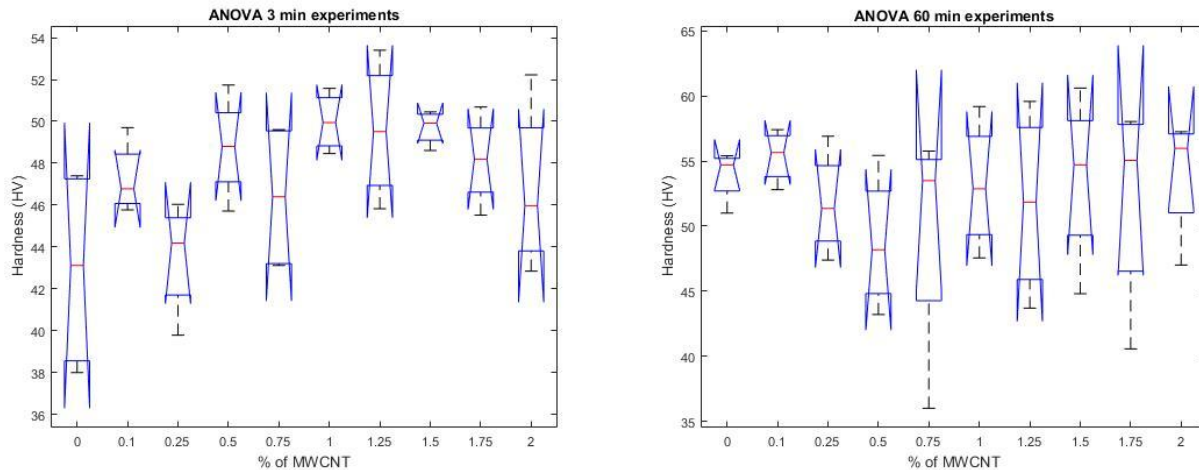 ANOVA 3 min experiments
54
52
50
48
46
44
42
40
38
36
Hardness (HV)
0 0.1 0.25 0.5 0.75 1 1.25 1.5 1.75 2
% of MWCNT
ANOVA 60 min experiments
65
60
55
50
45
40
35
Hardness (HV)
0 0.1 0.25 0.5 0.75 1 1.25 1.5 1.75 2
% of MWCNT